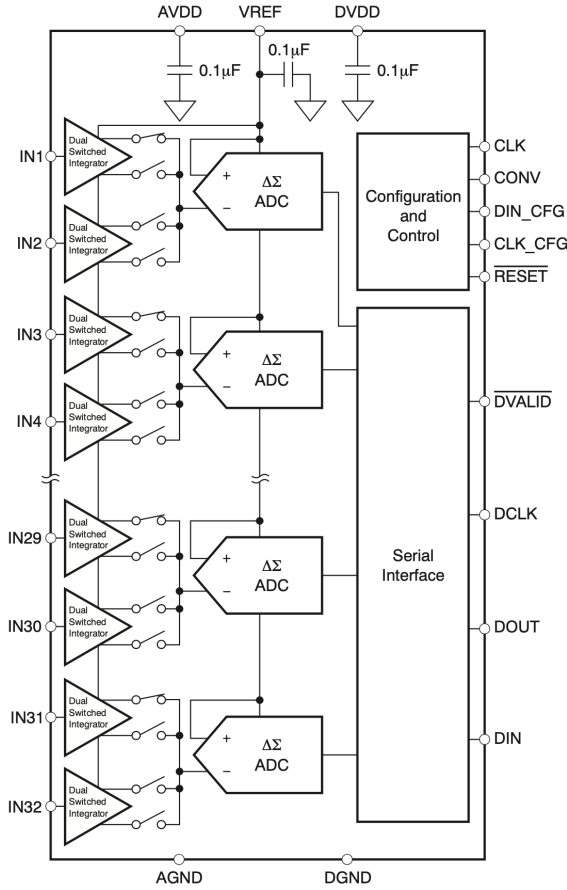 AVDD VREF DVDD
0.1μF 0.1μF 0.1μF
IN1
Dual
Switched
Integrator
IN2
Dual
Switched
Integrator
+
−
ΔΣ
ADC
IN3
Dual
Switched
Integrator
IN4
Dual
Switched
Integrator
+
−
ΔΣ
ADC
IN29
Dual
Switched
Integrator
IN30
Dual
Switched
Integrator
+
−
ΔΣ
ADC
IN31
Dual
Switched
Integrator
IN32
Dual
Switched
Integrator
+
−
ΔΣ
ADC
Configuration
and
Control
CLK
CONV
DIN_CFG
CLK_CFG
RESET
Serial
Interface
DVALID
DCLK
DOUT
DIN
AGND DGND